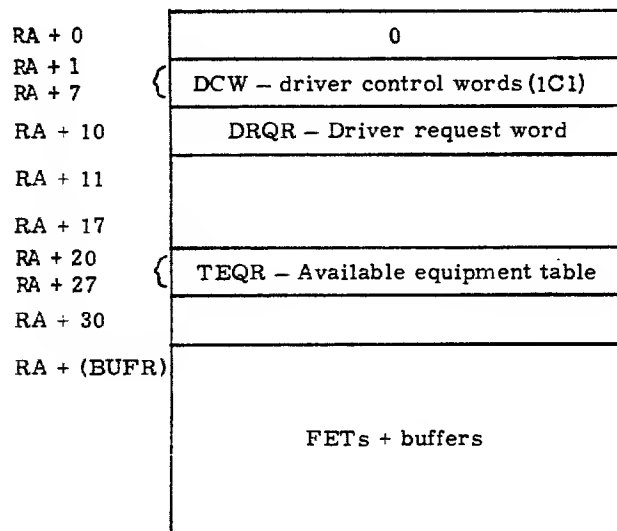 RA + 0 0
RA + 1
RA + 7 DCW – driver control words (1C1)
RA + 10 DRQR – Driver request word
RA + 11
RA + 17
RA + 20
RA + 27 TEQR – Available equipment table
RA + 30
RA + (BUFR)
FETs + buffers